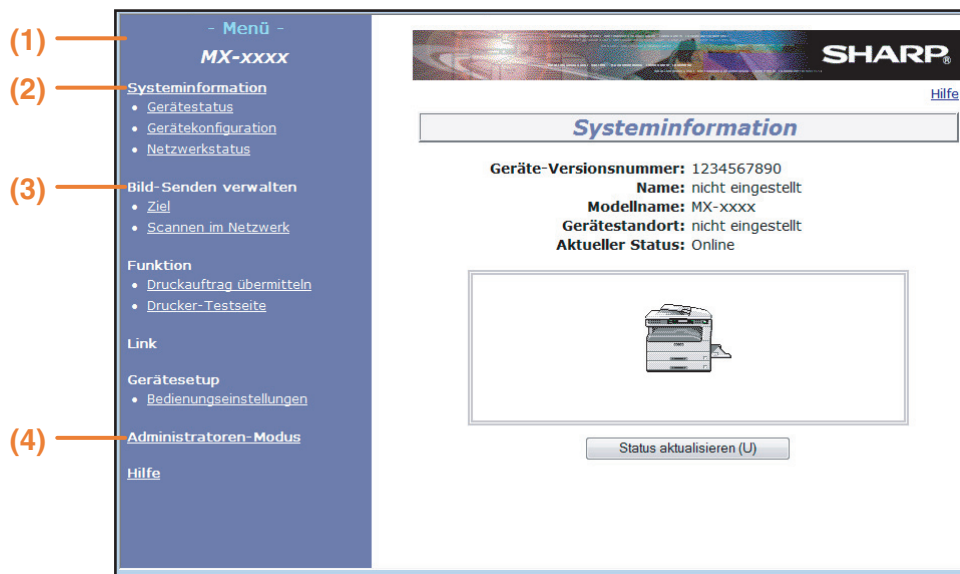 (1)
- Menü -
MX-xxxx
(2)
Systeminformation
• Gerätestatus
• Gerätekonfiguration
• Netzwerkstatus
(3)
Bild-Senden verwalten
• Ziel
• Scannen im Netzwerk
Funktion
• Druckauftrag übermitteln
• Drucker-Testseite
Link
Gerätesetup
• Bedienungseinstellungen
(4)
Administratoren-Modus
Hilfe
SHARP®
Hilfe
Systeminformation
Geräte-Versionsnummer: 1234567890
Name: nicht eingestellt
Modellname: MX-xxxx
Gerätestandort: nicht eingestellt
Aktueller Status: Online
Status aktualisieren (U)